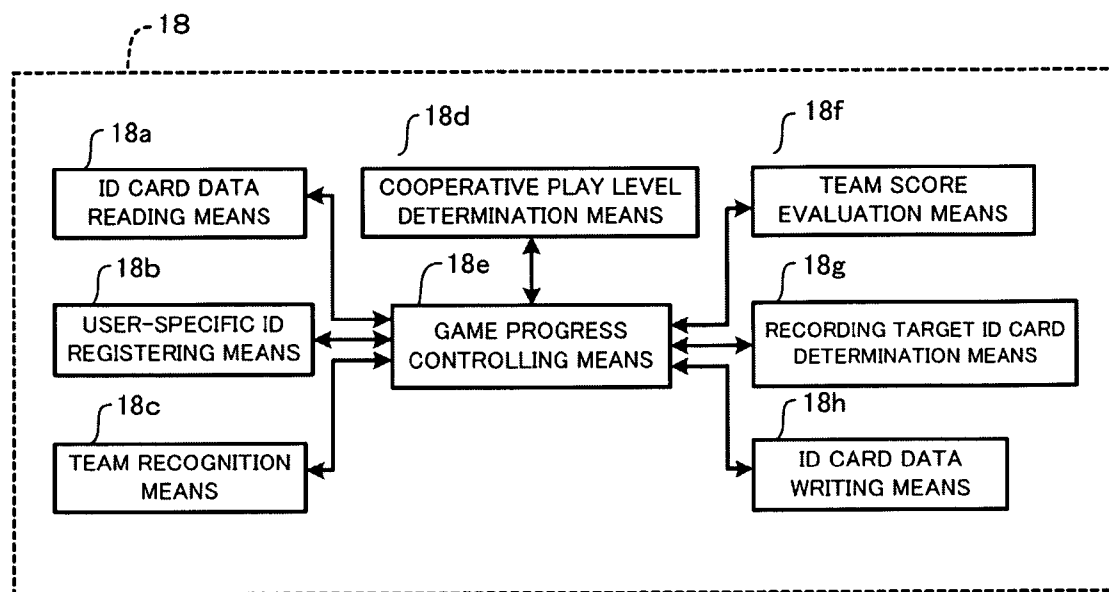 18
18a
ID CARD DATA
READING MEANS
18d
COOPERATIVE PLAY LEVEL
DETERMINATION MEANS
18f
TEAM SCORE
EVALUATION MEANS
18b
USER-SPECIFIC ID
REGISTERING MEANS
18e
GAME PROGRESS
CONTROLLING MEANS
18g
RECORDING TARGET ID CARD
DETERMINATION MEANS
18c
TEAM RECOGNITION
MEANS
18h
ID CARD DATA
WRITING MEANS